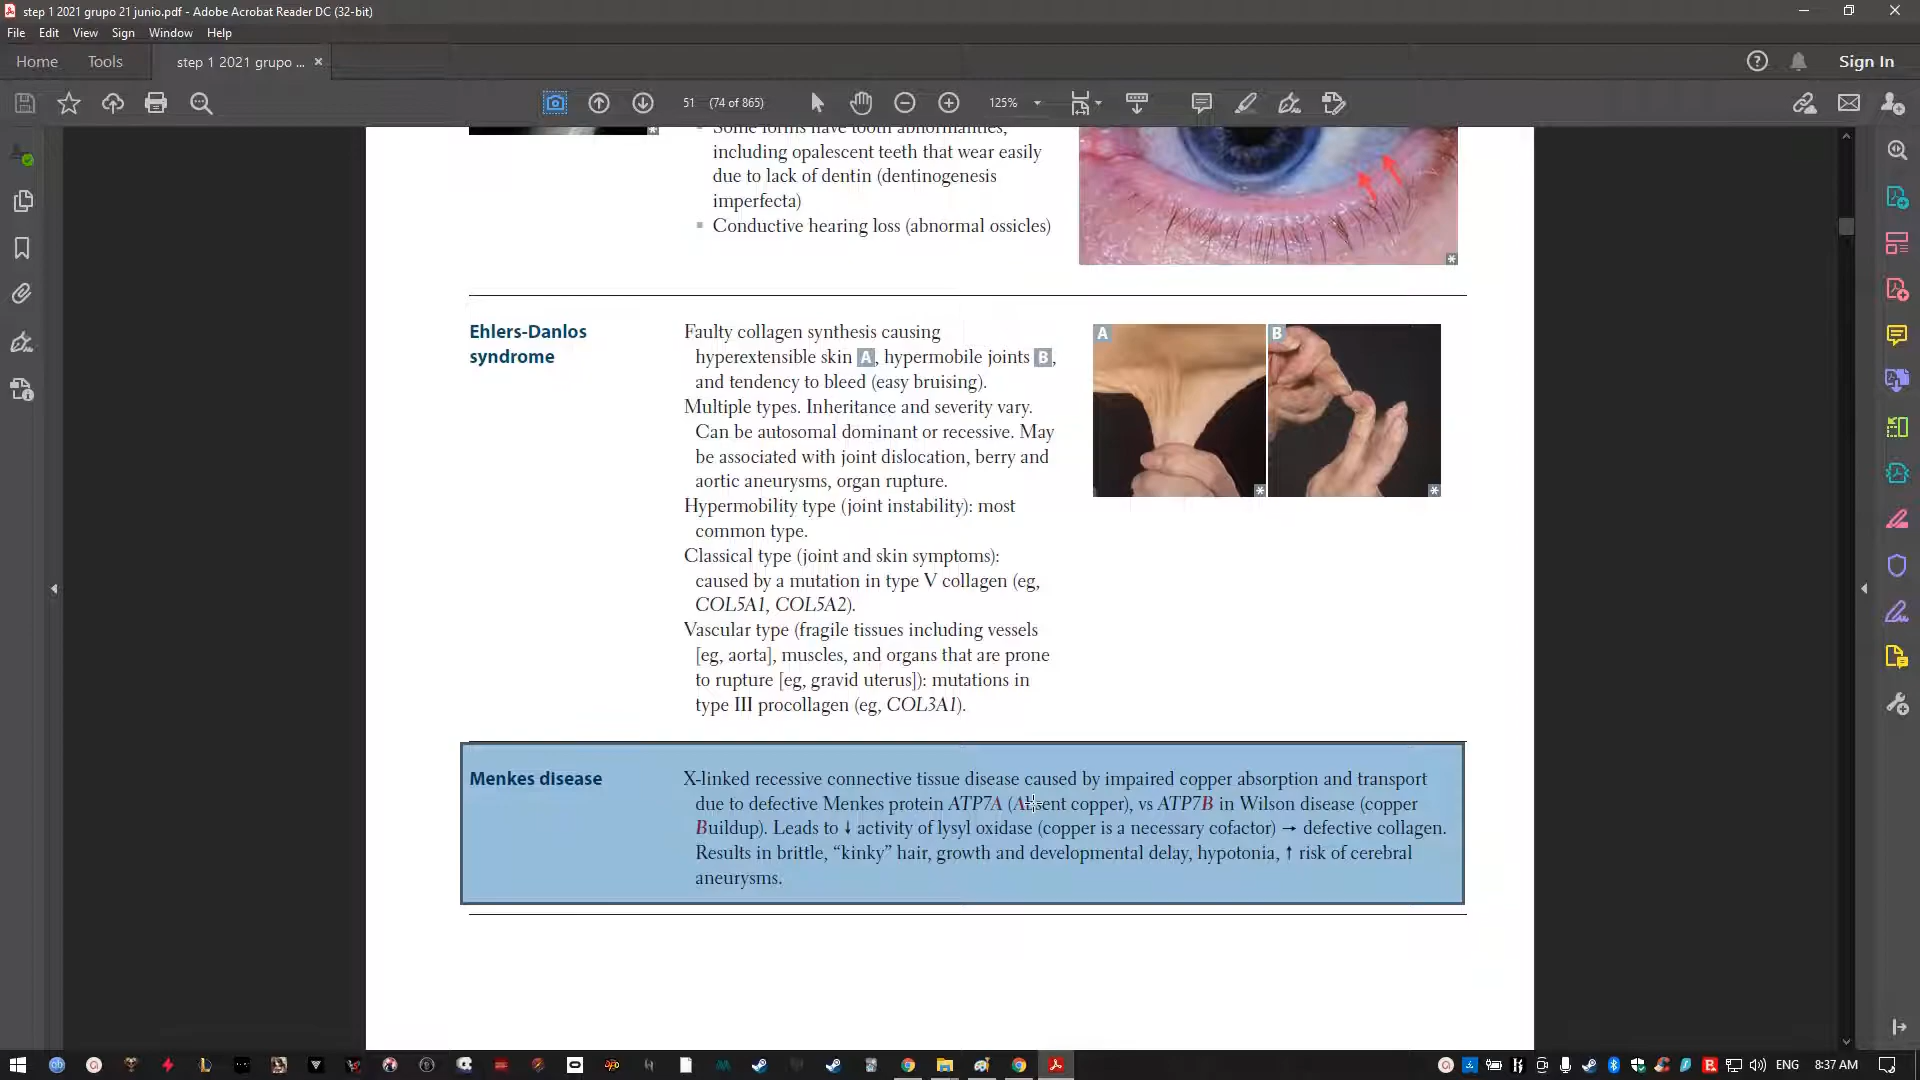 step 1 2021 grupo 21 junio.pdf - Adobe Acrobat Reader DC (32-bit)
File Edit View Sign Window Help
Home Tools step 1 2021 grupo ... × Sign In
51 (74 of 865) 125%
Some forms have tooth abnormalities,
including opalescent teeth that wear easily
due to lack of dentin (dentinogenesis
imperfecta)
Conductive hearing loss (abnormal ossicles)
Ehlers-Danlos
syndrome
Faulty collagen synthesis causing
hyperextensible skin A, hypermobile joints B,
and tendency to bleed (easy bruising).
Multiple types. Inheritance and severity vary.
Can be autosomal dominant or recessive. May
be associated with joint dislocation, berry and
aortic aneurysms, organ rupture.
Hypermobility type (joint instability): most
common type.
Classical type (joint and skin symptoms):
caused by a mutation in type V collagen (eg,
COL5A1, COL5A2).
Vascular type (fragile tissues including vessels
[eg, aorta], muscles, and organs that are prone
to rupture [eg, gravid uterus]): mutations in
type III procollagen (eg, COL3A1).
A B
Menkes disease
X-linked recessive connective tissue disease caused by impaired copper absorption and transport
due to defective Menkes protein ATP7A (Absent copper), vs ATP7B in Wilson disease (copper
Buildup). Leads to ↓ activity of lysyl oxidase (copper is a necessary cofactor) → defective collagen.
Results in brittle, “kinky” hair, growth and developmental delay, hypotonia, ↑ risk of cerebral
aneurysms.
ENG 8:37 AM